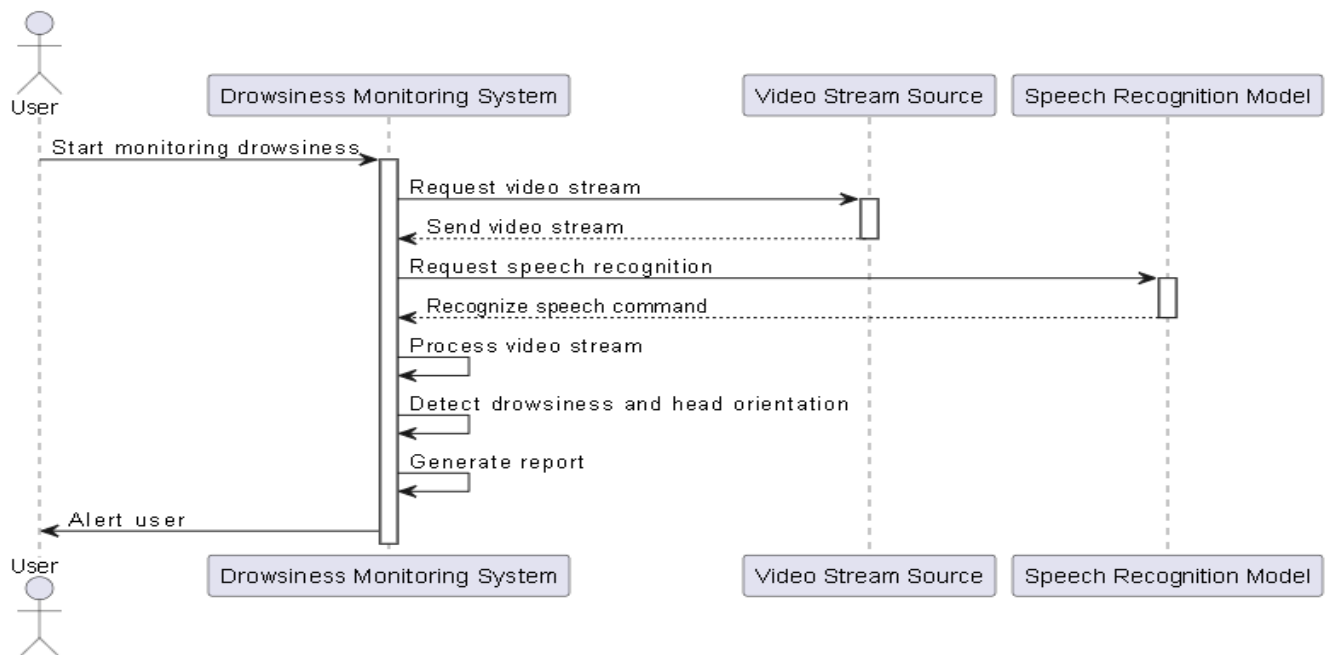 User
Drowsiness Monitoring System
Video Stream Source
Speech Recognition Model
Start monitoring drowsiness
Request video stream
Send video stream
Request speech recognition
Recognize speech command
Process video stream
Detect drowsiness and head orientation
Generate report
Alert user
User
Drowsiness Monitoring System
Video Stream Source
Speech Recognition Model